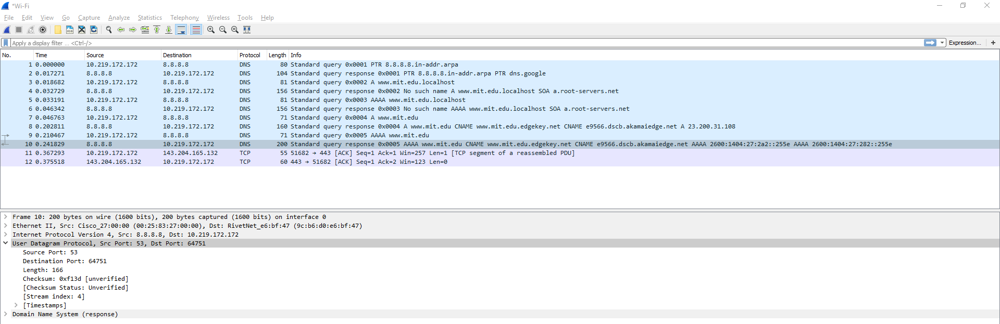 *Wi-Fi
File Edit View Go Capture Analyze Statistics Telephony Wireless Tools Help
Apply a display filter ... <Ctrl-/> Expression... +
No. Time Source Destination Protocol Length Info
1 0.000000 10.219.172.172 8.8.8.8 DNS 80 Standard query 0x0001 PTR 8.8.8.8.in-addr.arpa
2 0.017271 8.8.8.8 10.219.172.172 DNS 104 Standard query response 0x0001 PTR 8.8.8.8.in-addr.arpa PTR dns.google
3 0.018682 10.219.172.172 8.8.8.8 DNS 81 Standard query 0x0002 A www.mit.edu.localhost
4 0.032729 8.8.8.8 10.219.172.172 DNS 156 Standard query response 0x0002 No such name A www.mit.edu.localhost SOA a.root-servers.net
5 0.033191 10.219.172.172 8.8.8.8 DNS 81 Standard query 0x0003 AAAA www.mit.edu.localhost
6 0.046342 8.8.8.8 10.219.172.172 DNS 156 Standard query response 0x0003 No such name AAAA www.mit.edu.localhost SOA a.root-servers.net
7 0.046763 10.219.172.172 8.8.8.8 DNS 71 Standard query 0x0004 A www.mit.edu
8 0.202811 8.8.8.8 10.219.172.172 DNS 160 Standard query response 0x0004 A www.mit.edu CNAME www.mit.edu.edgekey.net CNAME e9566.dscb.akamaiedge.net A 23.200.31.108
9 0.210467 10.219.172.172 8.8.8.8 DNS 71 Standard query 0x0005 AAAA www.mit.edu
10 0.241829 8.8.8.8 10.219.172.172 DNS 200 Standard query response 0x0005 AAAA www.mit.edu CNAME www.mit.edu.edgekey.net CNAME e9566.dscb.akamaiedge.net AAAA 2600:1404:27:2a2::255e AAAA 2600:1404:27:282::255e
11 0.367293 10.219.172.172 143.204.165.132 TCP 55 51682 → 443 [ACK] Seq=1 Ack=1 Win=257 Len=1 [TCP segment of a reassembled PDU]
12 0.375518 143.204.165.132 10.219.172.172 TCP 60 443 → 51682 [ACK] Seq=1 Ack=2 Win=123 Len=0
Frame 10: 200 bytes on wire (1600 bits), 200 bytes captured (1600 bits) on interface 0
Ethernet II, Src: Cisco_27:00:00 (00:25:83:27:00:00), Dst: RivetNet_e6:bf:47 (9c:b6:d0:e6:bf:47)
Internet Protocol Version 4, Src: 8.8.8.8, Dst: 10.219.172.172
User Datagram Protocol, Src Port: 53, Dst Port: 64751
Source Port: 53
Destination Port: 64751
Length: 166
Checksum: 0xf13d [unverified]
[Checksum Status: Unverified]
[Stream index: 4]
[Timestamps]
Domain Name System (response)